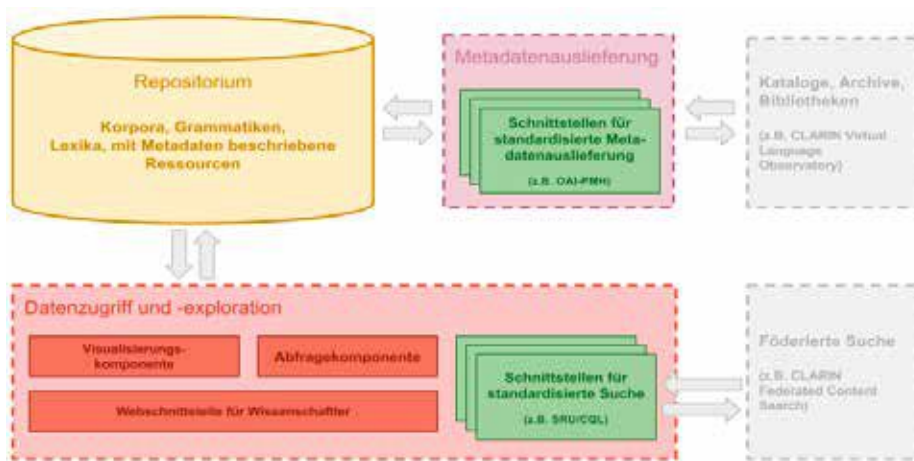 Repositorium
Korpora, Grammatiken,
Lexika, mit Metadaten beschriebene
Ressourcen
Metadatenauslieferung
Schnittstellen für
standardisierte Meta-
datenauslieferung
(z.B. OAI-PMH)
Kataloge, Archive,
Bibliotheken
(z.B. CLARIN Virtual
Language
Observatory)
Datenzugriff und -exploration
Visualisierungs-
komponente
Abfragekomponente
Webschnittstelle für Wissenschaftler
Schnittstellen für
standardisierte Suche
(z.B. SRU/CQL)
Föderierte Suche
(z.B. CLARIN
Federated Content
Search)